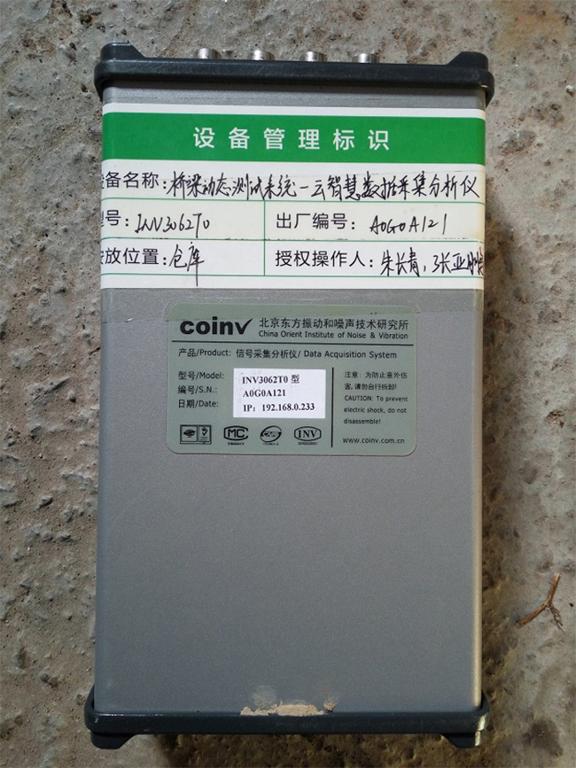 设备管理标识
设备名称：桥梁动态测试系统—云智慧数据采集分析仪
型号：INV3062T0 出厂编号：A0G0A121
存放位置：仓库 授权操作人：朱长青，张亚
coinv 北京东方振动和噪声技术研究所
China Orient Institute of Noise & Vibration
产品/Product: 信号采集分析仪/ Data Acquisition System
型号/Model: INV3062T0 型
编号/S.N.: A0G0A121
日期/Date: IP: 192.168.0.233
注意：为防止意外伤
害，请勿自行拆卸!
CAUTION: To prevent
electric shock, do not
disassemble!
MC INV
www.coinv.com.cn